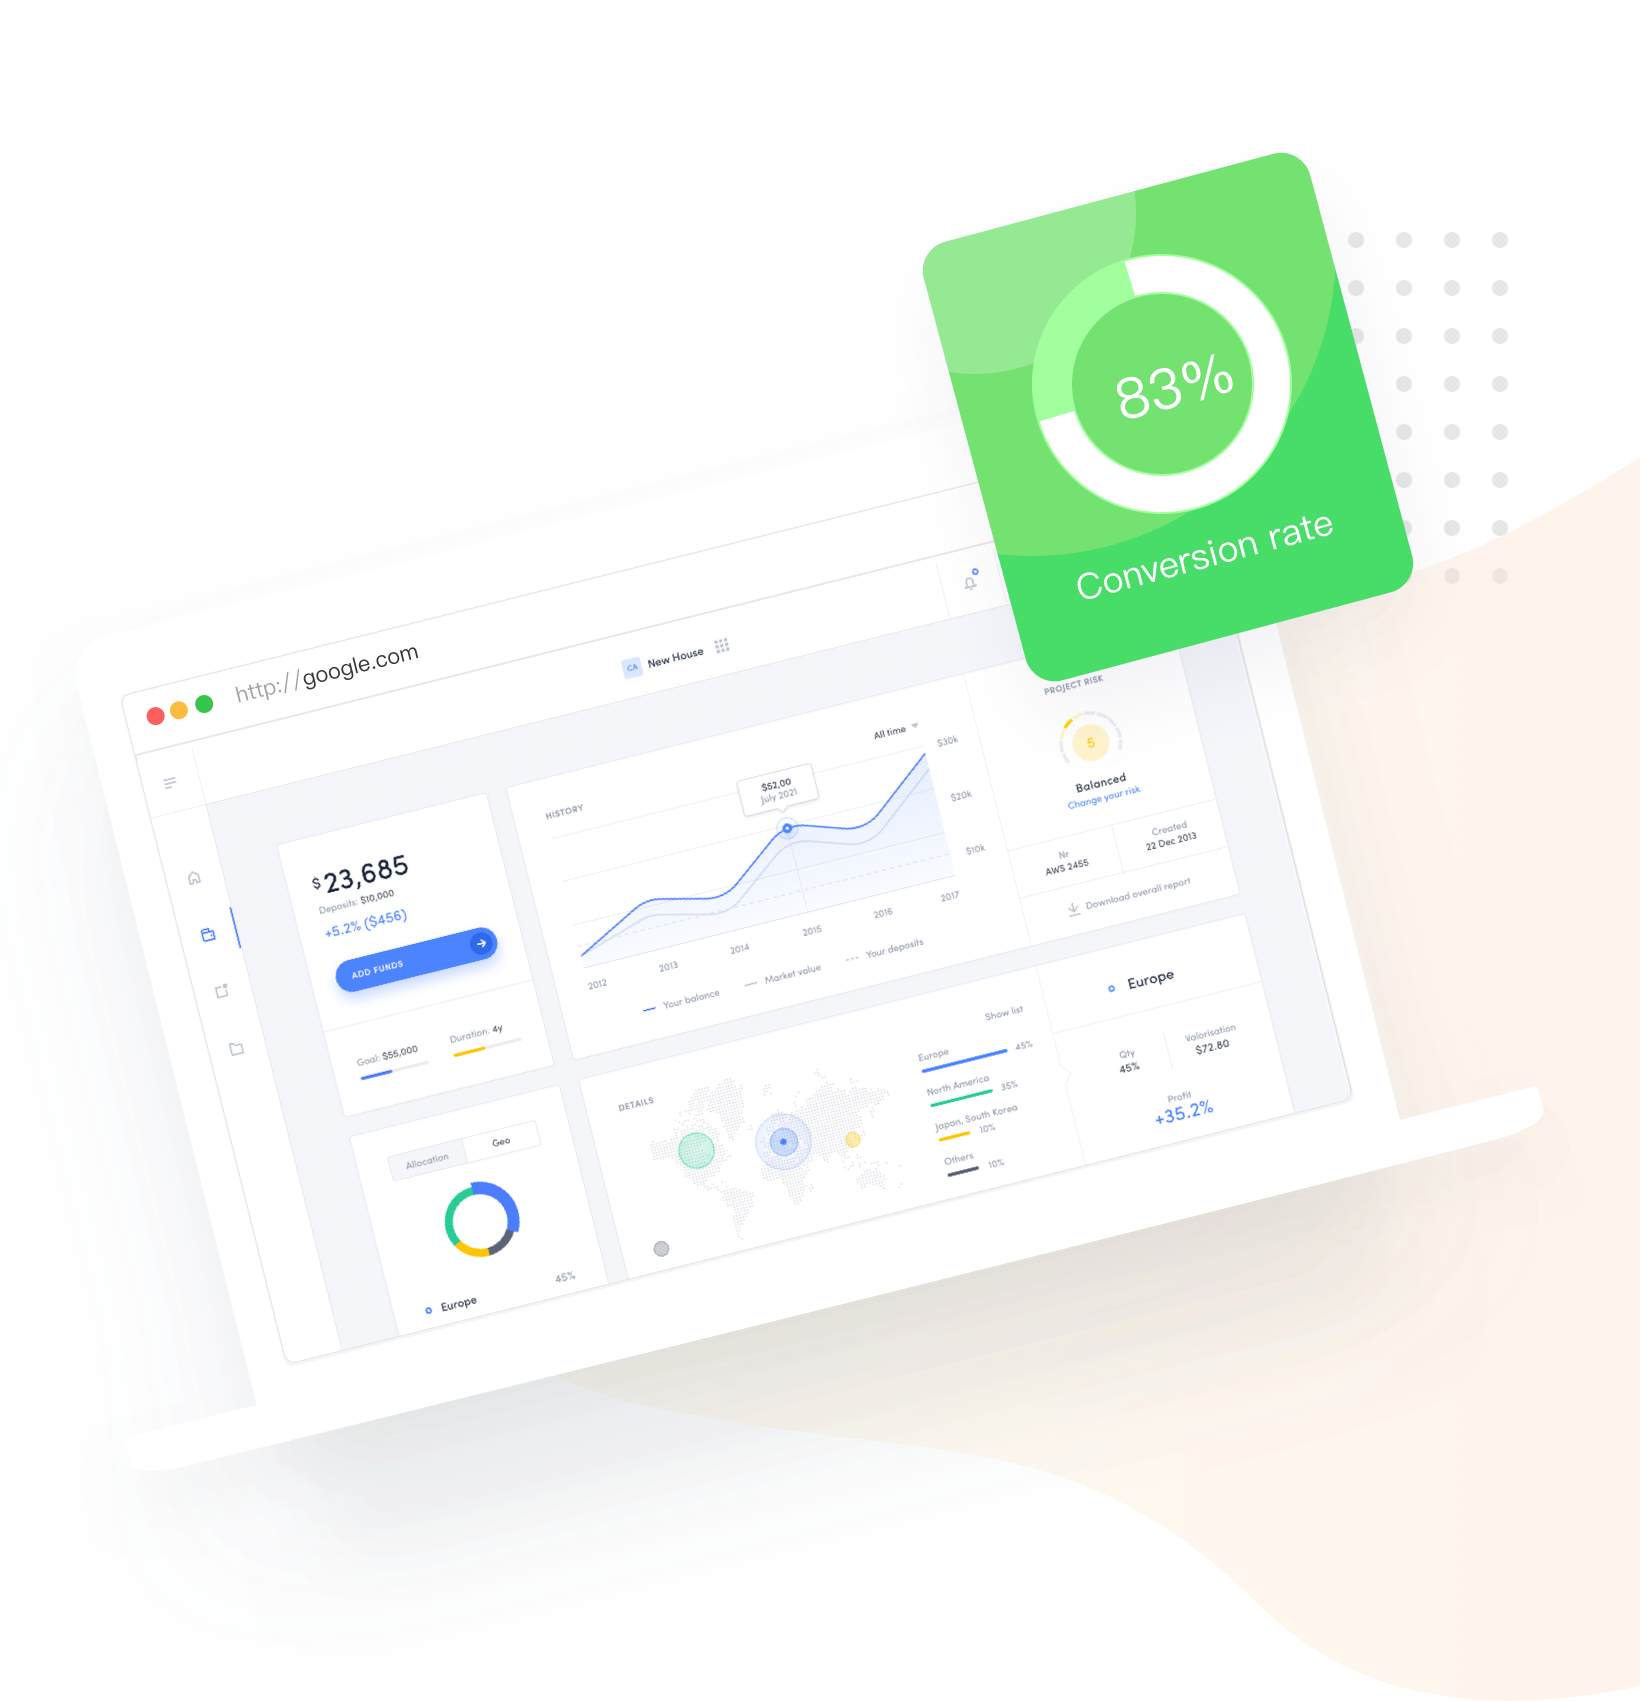 83%
Conversion rate
http://google.com
CA New House
$23,685
Deposits: $10,000
+5.2% ($456)
ADD FUNDS
Goal: $55,000
Duration: 4y
HISTORY
All time
$52,00
July 2021
$30k
$20k
$10k
2012
2013
2014
2015
2016
2017
Your balance
Market value
Your deposits
PROJECT RISK
5
Balanced
Change your risk
Nr
AWS 2455
Created
22 Dec 2013
Download overall report
Allocation
Geo
Europe
45%
DETAILS
Show list
Europe
45%
North America
35%
Japan, South Korea
10%
Others
10%
Europe
Qty
45%
Valorisation
$72.80
Profit
+35.2%